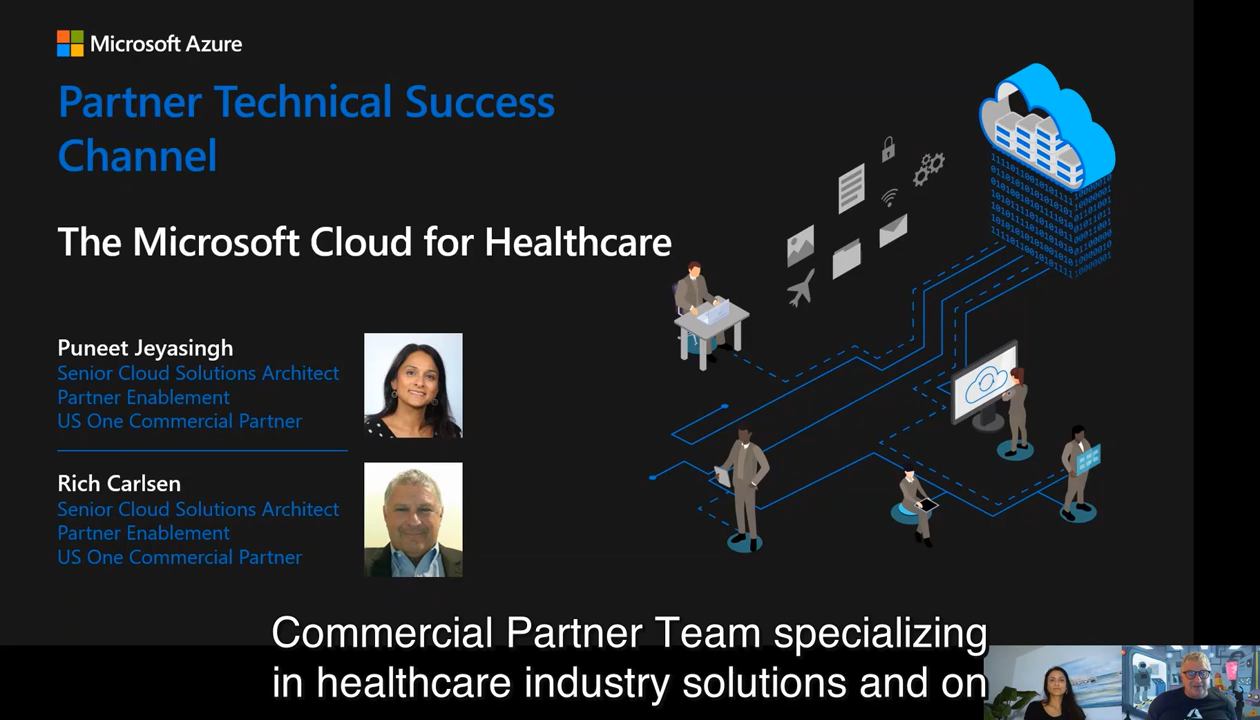 Microsoft Azure
Partner Technical Success
Channel
The Microsoft Cloud for Healthcare
Puneet Jeyasingh
Senior Cloud Solutions Architect
Partner Enablement
US One Commercial Partner
Rich Carlsen
Senior Cloud Solutions Architect
Partner Enablement
US One Commercial Partner
Commercial Partner Team specializing
in healthcare industry solutions and on